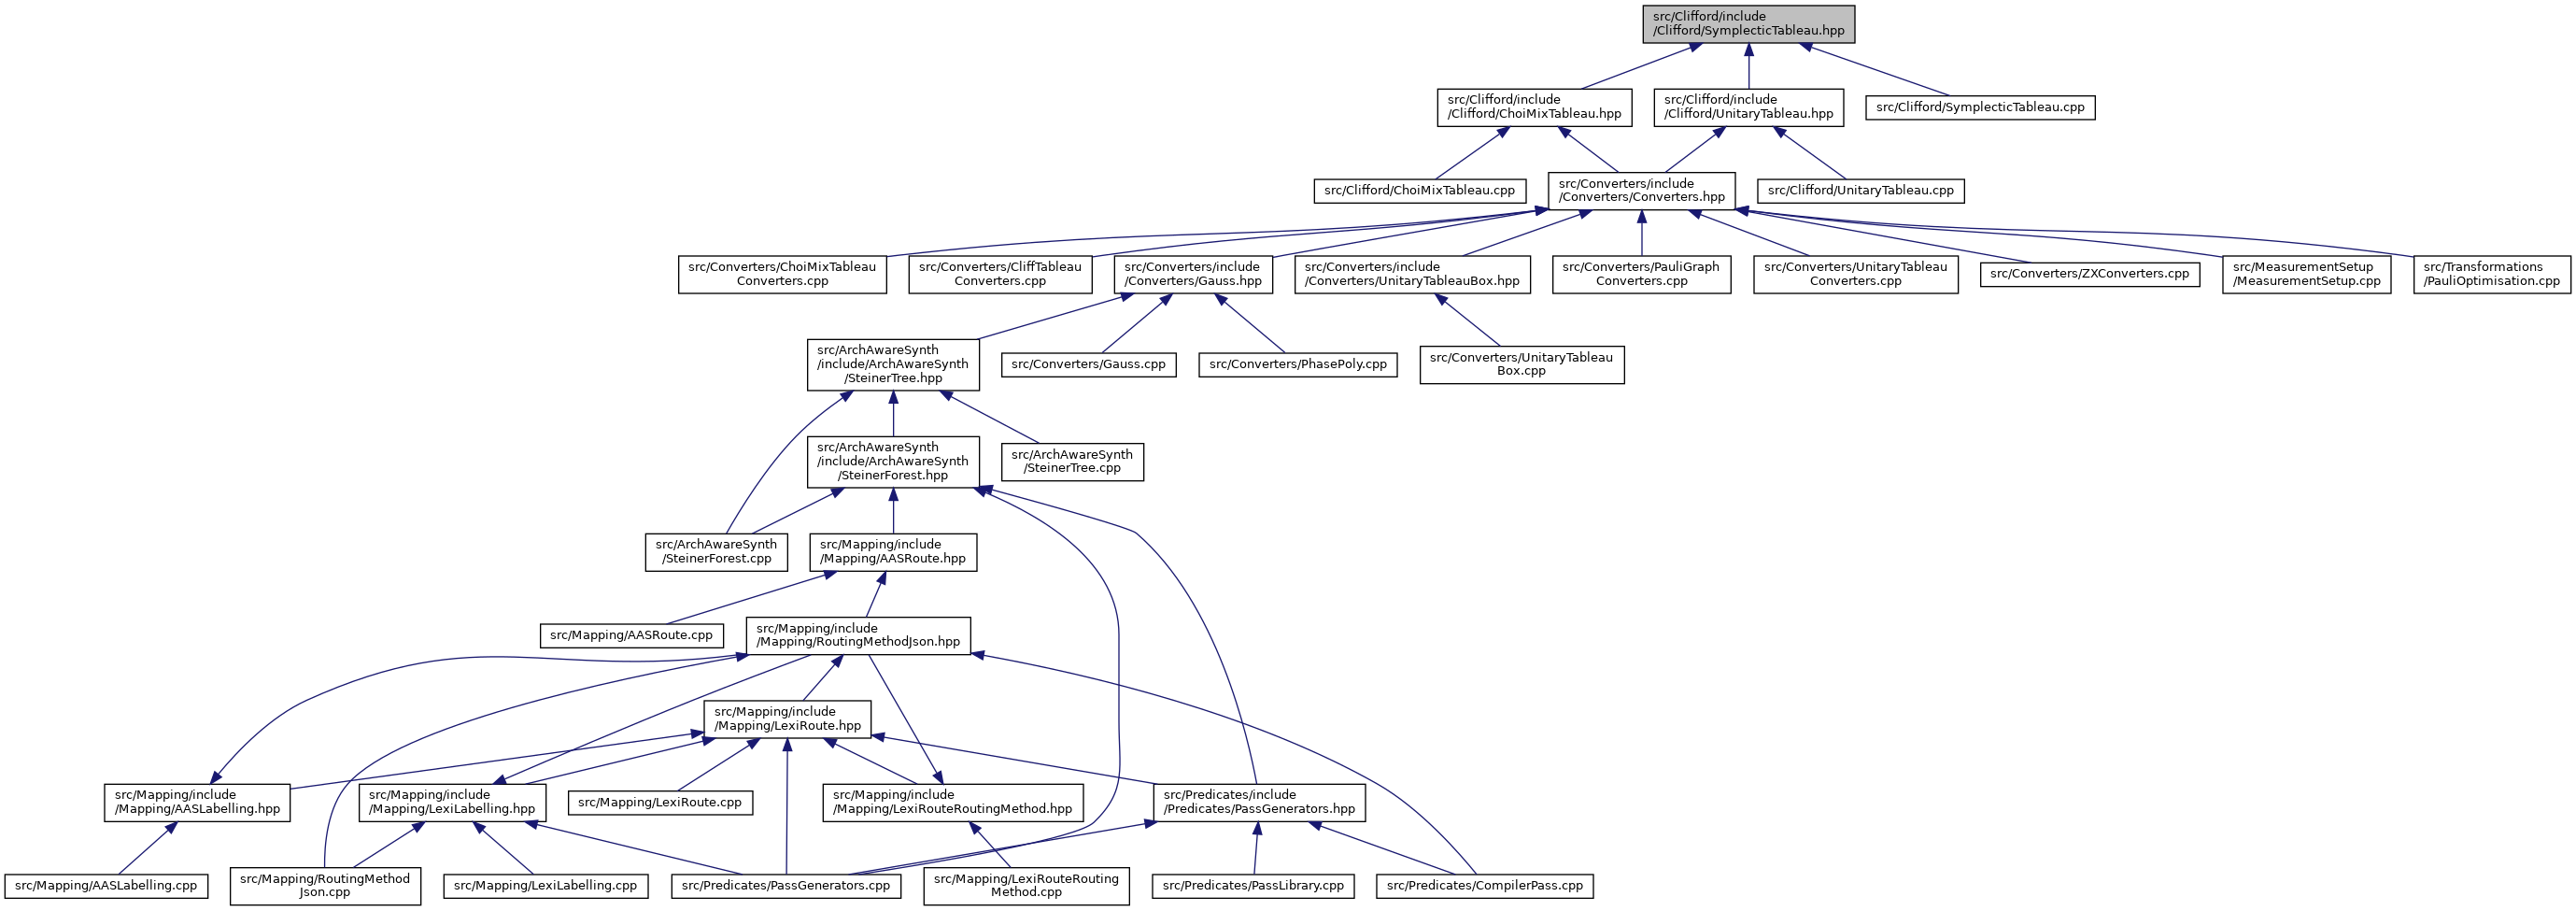 src/Clifford/include
/Clifford/SymplecticTableau.hpp
src/Clifford/include
/Clifford/ChoiMixTableau.hpp
src/Clifford/include
/Clifford/UnitaryTableau.hpp
src/Clifford/SymplecticTableau.cpp
src/Clifford/ChoiMixTableau.cpp
src/Converters/include
/Converters/Converters.hpp
src/Clifford/UnitaryTableau.cpp
src/Converters/ChoiMixTableau
Converters.cpp
src/Converters/CliffTableau
Converters.cpp
src/Converters/include
/Converters/Gauss.hpp
src/Converters/include
/Converters/UnitaryTableauBox.hpp
src/Converters/PauliGraph
Converters.cpp
src/Converters/UnitaryTableau
Converters.cpp
src/Converters/ZXConverters.cpp
src/MeasurementSetup
/MeasurementSetup.cpp
src/Transformations
/PauliOptimisation.cpp
src/ArchAwareSynth
/include/ArchAwareSynth
/SteinerTree.hpp
src/Converters/Gauss.cpp
src/Converters/PhasePoly.cpp
src/Converters/UnitaryTableau
Box.cpp
src/ArchAwareSynth
/include/ArchAwareSynth
/SteinerForest.hpp
src/ArchAwareSynth
/SteinerTree.cpp
src/ArchAwareSynth
/SteinerForest.cpp
src/Mapping/include
/Mapping/AASRoute.hpp
src/Mapping/AASRoute.cpp
src/Mapping/include
/Mapping/RoutingMethodJson.hpp
src/Mapping/include
/Mapping/LexiRoute.hpp
src/Mapping/include
/Mapping/AASLabelling.hpp
src/Mapping/include
/Mapping/LexiLabelling.hpp
src/Mapping/LexiRoute.cpp
src/Mapping/include
/Mapping/LexiRouteRoutingMethod.hpp
src/Predicates/include
/Predicates/PassGenerators.hpp
src/Mapping/AASLabelling.cpp
src/Mapping/RoutingMethod
Json.cpp
src/Mapping/LexiLabelling.cpp
src/Predicates/PassGenerators.cpp
src/Mapping/LexiRouteRouting
Method.cpp
src/Predicates/PassLibrary.cpp
src/Predicates/CompilerPass.cpp